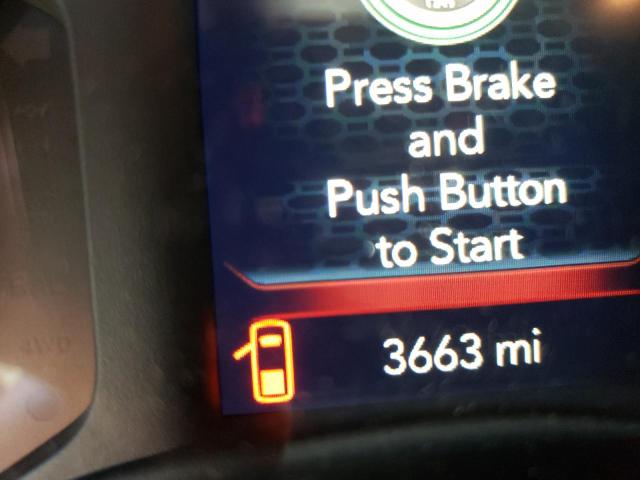 Press Brake
and
Push Button
to Start
3663 mi